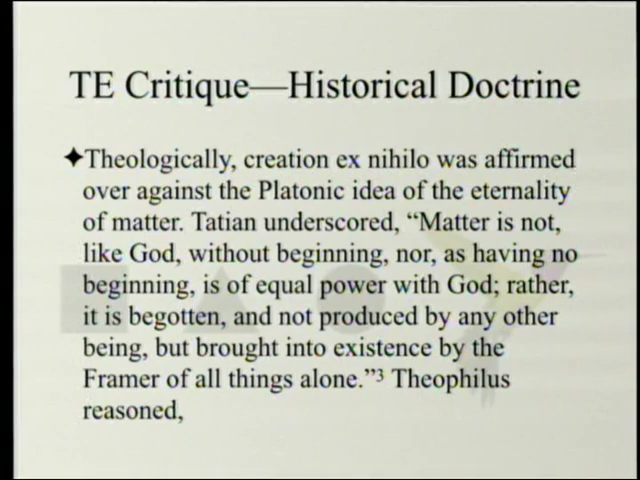 TE Critique—Historical Doctrine
✦Theologically, creation ex nihilo was affirmed
over against the Platonic idea of the eternality
of matter. Tatian underscored, “Matter is not,
like God, without beginning, nor, as having no
beginning, is of equal power with God; rather,
it is begotten, and not produced by any other
being, but brought into existence by the
Framer of all things alone.”³ Theophilus
reasoned,